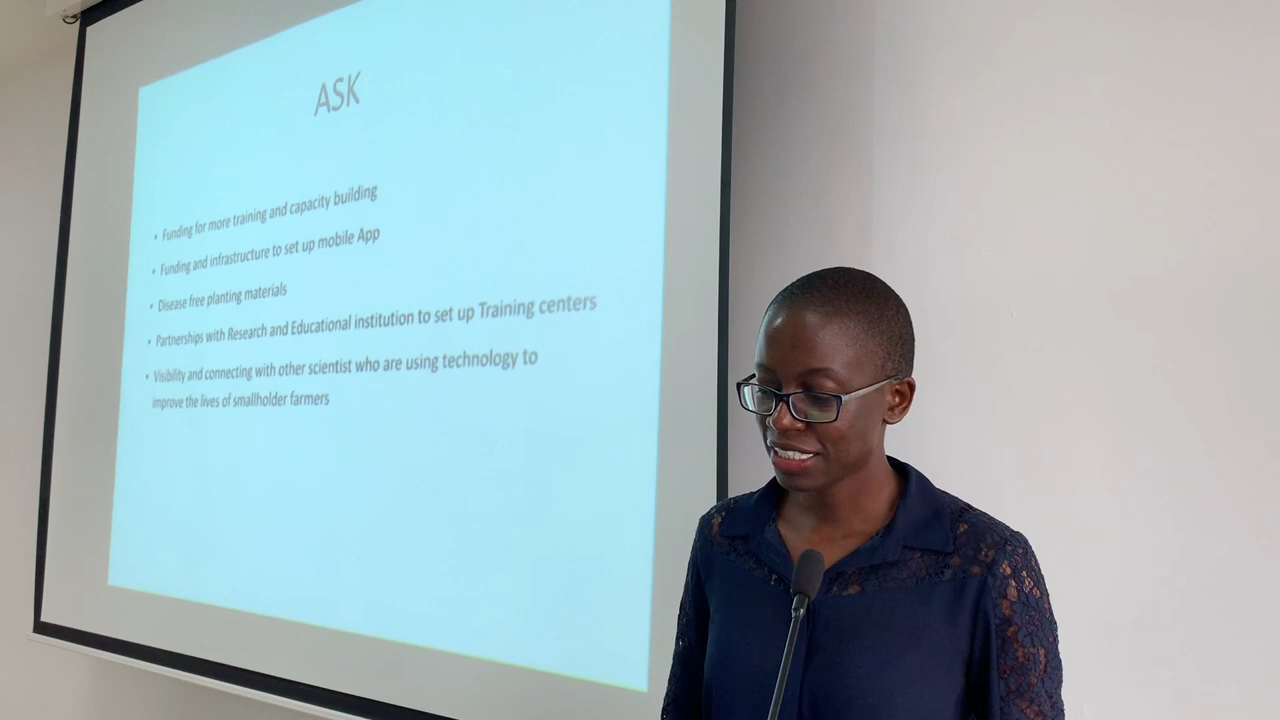 ASK
• Funding for more training and capacity building
• Funding and infrastructure to set up mobile App
• Disease free planting materials
• Partnerships with Research and Educational institution to set up Training centers
• Visibility and connecting with other scientist who are using technology to
improve the lives of smallholder farmers